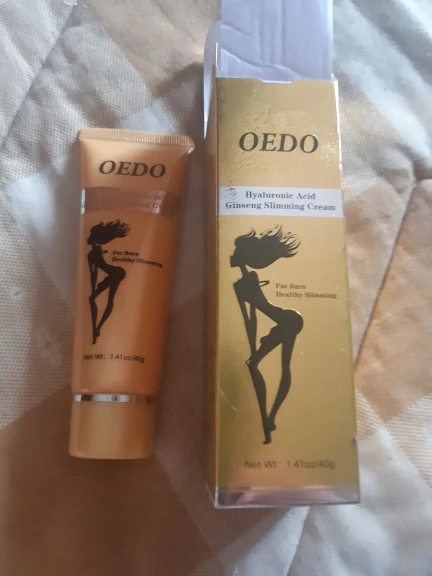 OEDO
Fat Burn
Healthy Slimming
Net Wt: 1.41oz/40g
OEDO
Hyaluronic Acid
Ginseng Slimming Cream
Fat Burn
Healthy Slimming
Net Wt: 1.41oz/40g